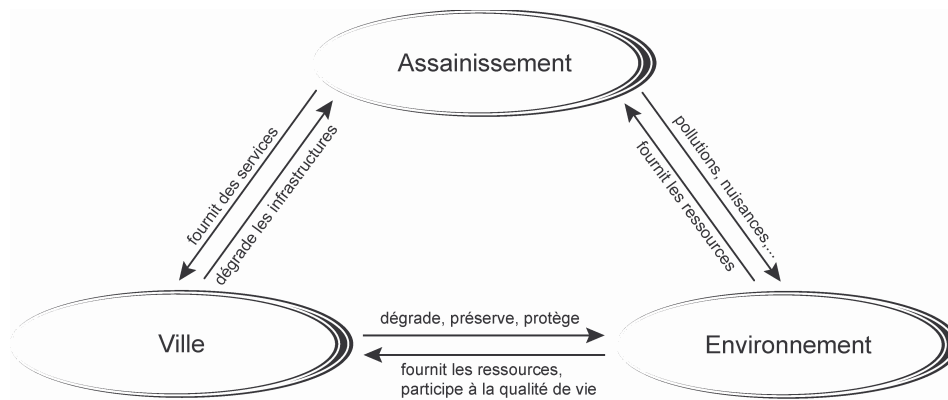 Assainissement
fournit des services
dégrade les infrastructures
pollutions, nuisances,...
fournit les ressources
Ville
dégrade, préserve, protège
fournit les ressources,
participe à la qualité de vie
Environnement